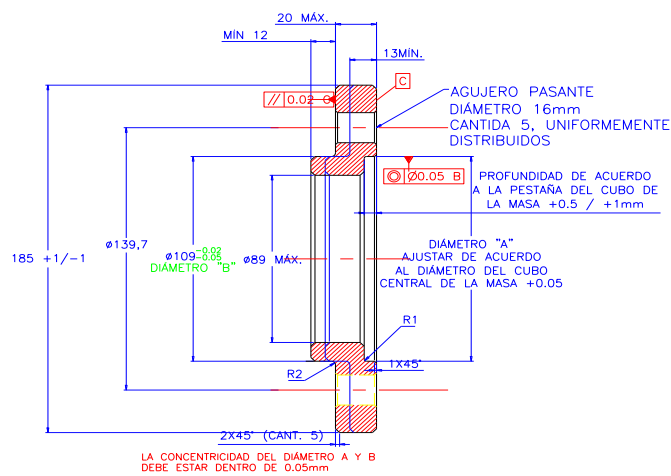 20 MÁX.
MÍN 12
13MÍN.
// 0.02 C
C
AGUJERO PASANTE
DIÁMETRO 16mm
CANTIDA 5, UNIFORMEMENTE
DISTRIBUIDOS
◎ Ø0.05 B
PROFUNDIDAD DE ACUERDO
A LA PESTAÑA DEL CUBO DE
LA MASA +0.5 / +1mm
185 +1/-1
ø139,7
ø109 -0.02 -0.05
DIÁMETRO "B"
ø89 MÁX.
DIÁMETRO "A"
AJUSTAR DE ACUERDO
AL DIÁMETRO DEL CUBO
CENTRAL DE LA MASA +0.05
R1
R2
1X45°
2X45° (CANT. 5)
LA CONCENTRICIDAD DEL DIÁMETRO A Y B
DEBE ESTAR DENTRO DE 0.05mm